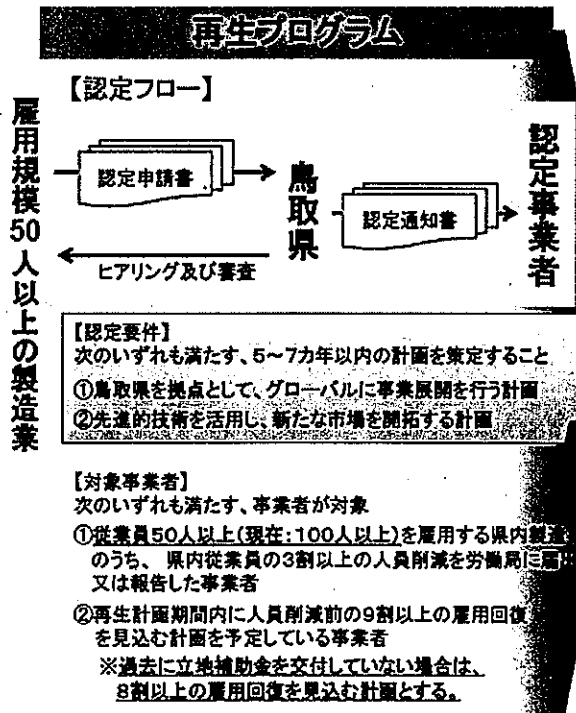 再生プログラム
【認定フロー】
雇用規模50人以上の製造業
認定申請書
鳥取県
認定通知書
認定事業者
ヒアリング及び審査
【認定要件】
次のいずれも満たす、5～7カ年以内の計画を策定すること
①鳥取県を拠点として、グローバルに事業展開を行う計画
②先進的技術を活用し、新たな市場を開拓する計画
【対象事業者】
次のいずれも満たす、事業者が対象
①従業員50人以上(現在:100人以上)を雇用する県内製造
のうち、県内従業員の3割以上の人員削減を労働局に届出
又は報告した事業者
②再生計画期間内に人員削減前の9割以上の雇用回復
を見込む計画を予定している事業者
※過去に立地補助金を交付していない場合は、
8割以上の雇用回復を見込む計画とする。